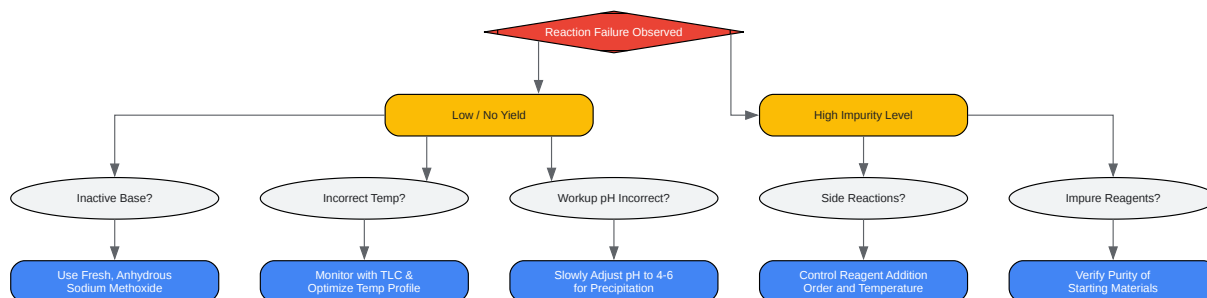 Reaction Failure Observed
Low / No Yield
High Impurity Level
Inactive Base?
Incorrect Temp?
Workup pH Incorrect?
Side Reactions?
Impure Reagents?
Use Fresh, Anhydrous
Sodium Methoxide
Monitor with TLC &
Optimize Temp Profile
Slowly Adjust pH to 4-6
for Precipitation
Control Reagent Addition
Order and Temperature
Verify Purity of
Starting Materials